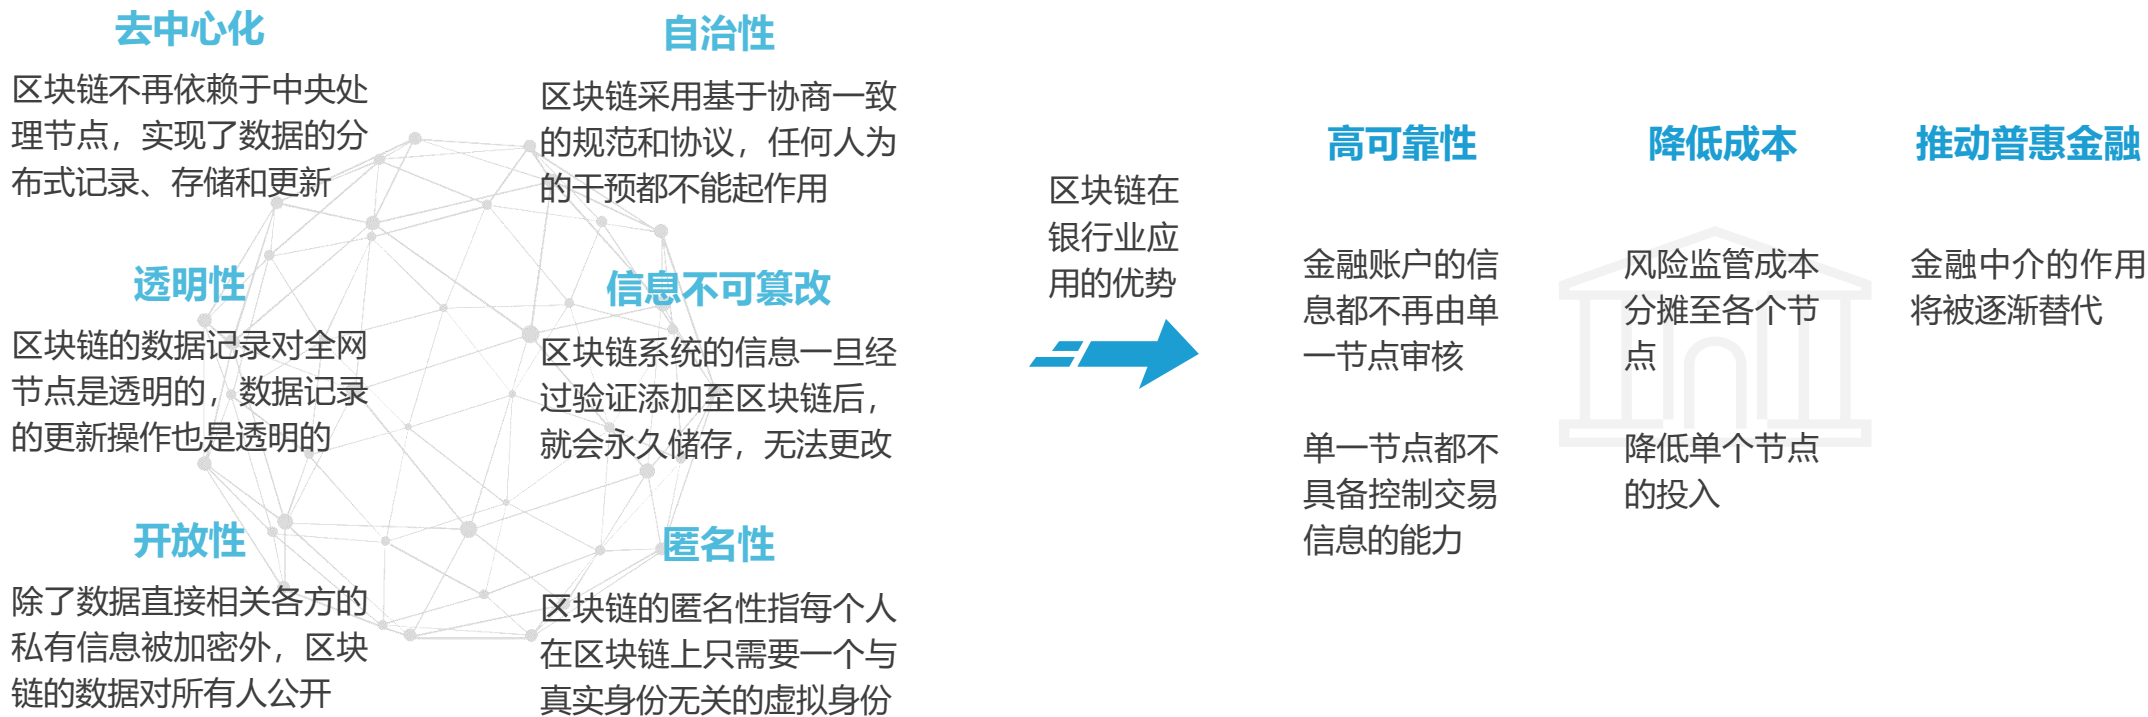 去中心化
区块链不再依赖于中央处
理节点，实现了数据的分
布式记录、存储和更新
自治性
区块链采用基于协商一致
的规范和协议，任何人为
的干预都不能起作用
透明性
区块链的数据记录对全网
节点是透明的，数据记录
的更新操作也是透明的
信息不可篡改
区块链系统的信息一旦经
过验证添加至区块链后，
就会永久储存，无法更改
开放性
除了数据直接相关各方的
私有信息被加密外，区块
链的数据对所有人公开
匿名性
区块链的匿名性指每个人
在区块链上只需要一个与
真实身份无关的虚拟身份
区块链在
银行业应
用的优势
高可靠性
金融账户的信
息都不再由单
一节点审核
单一节点都不
具备控制交易
信息的能力
降低成本
风险监管成本
分摊至各个节
点
降低单个节点
的投入
推动普惠金融
金融中介的作用
将被逐渐替代